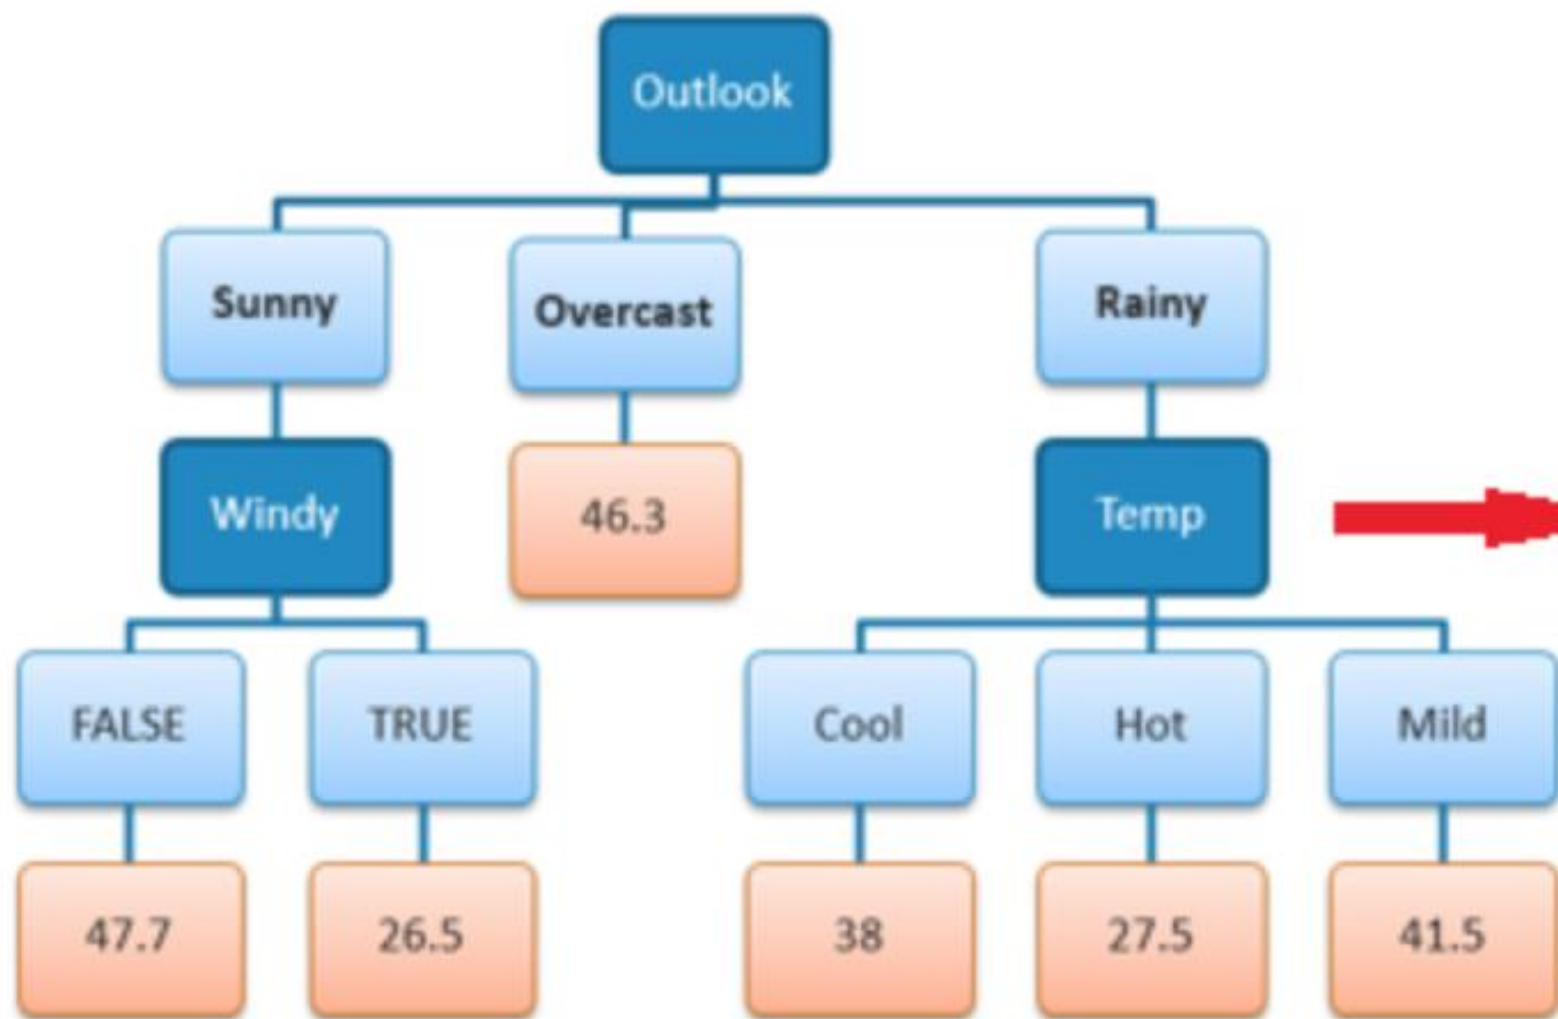 Outlook
Sunny
Overcast
Rainy
Windy
46.3
Temp
FALSE
TRUE
Cool
Hot
Mild
47.7
26.5
38
27.5
41.5